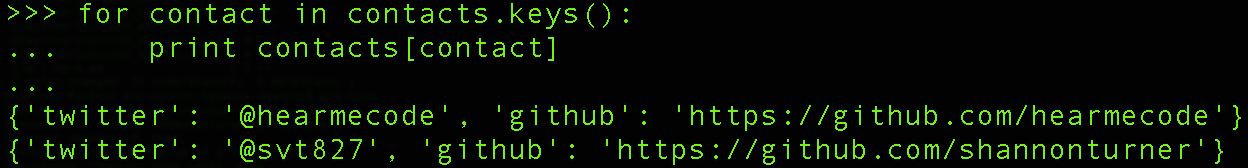 >>> for contact in contacts.keys():
...     print contacts[contact]
...
{'twitter': '@hearmecode', 'github': 'https://github.com/hearmecode'}
{'twitter': '@svt827', 'github': 'https://github.com/shannonturner'}